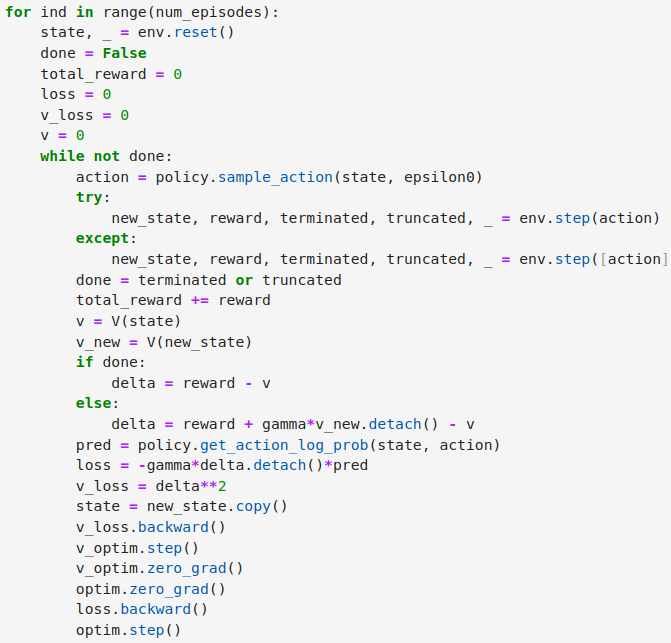 for ind in range(num_episodes):
    state, _ = env.reset()
    done = False
    total_reward = 0
    loss = 0
    v_loss = 0
    v = 0
    while not done:
        action = policy.sample_action(state, epsilon0)
        try:
            new_state, reward, terminated, truncated, _ = env.step(action)
        except:
            new_state, reward, terminated, truncated, _ = env.step([action]
        done = terminated or truncated
        total_reward += reward
        v = V(state)
        v_new = V(new_state)
        if done:
            delta = reward - v
        else:
            delta = reward + gamma*v_new.detach() - v
        pred = policy.get_action_log_prob(state, action)
        loss = -gamma*delta.detach()*pred
        v_loss = delta**2
        state = new_state.copy()
        v_loss.backward()
        v_optim.step()
        v_optim.zero_grad()
        optim.zero_grad()
        loss.backward()
        optim.step()